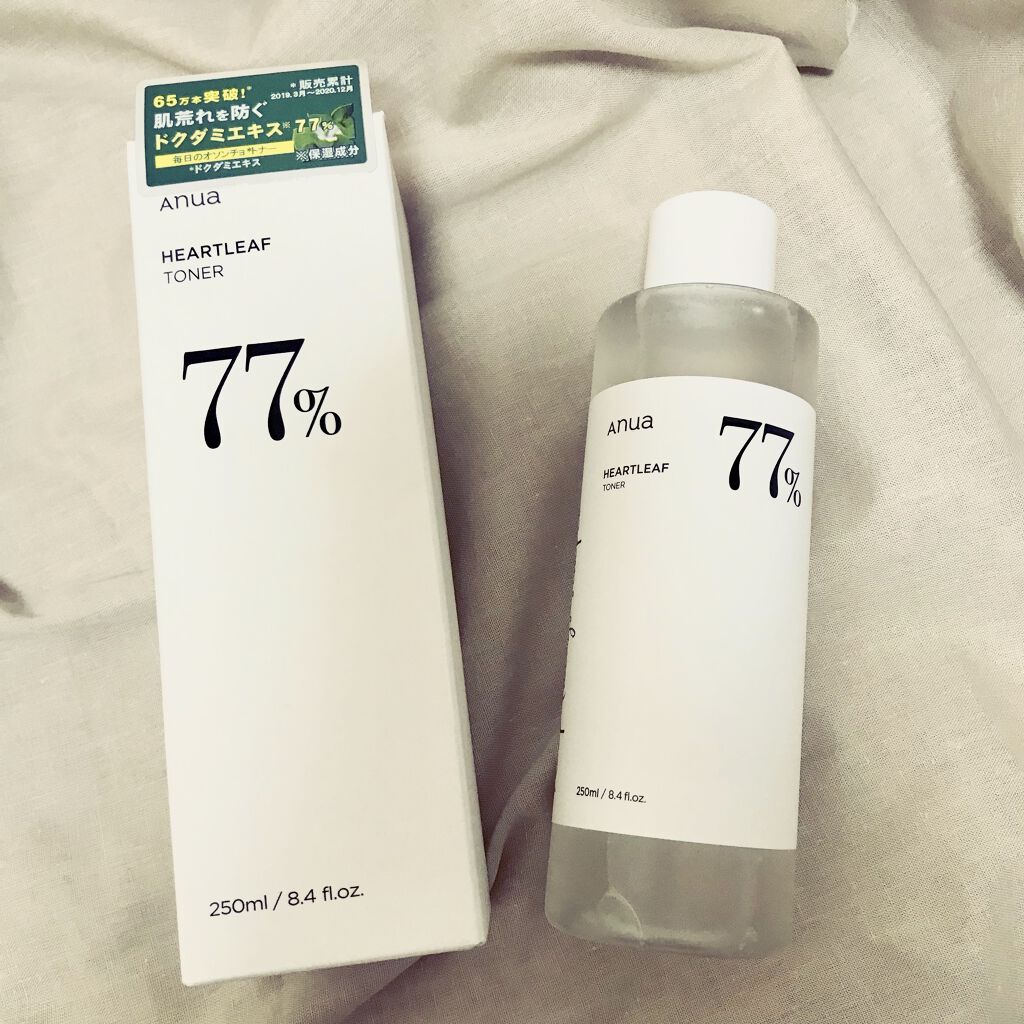 65万本突破!*
*販売累計
2019.3月～2020.12月
肌荒れを防ぐ
ドクダミエキス※77%
毎日のオソンチョ*トナー
*ドクダミエキス
※保湿成分
Anua
HEARTLEAF
TONER
77%
250ml / 8.4 fl.oz.
Anua
77%
HEARTLEAF
TONER
250ml / 8.4 fl.oz.